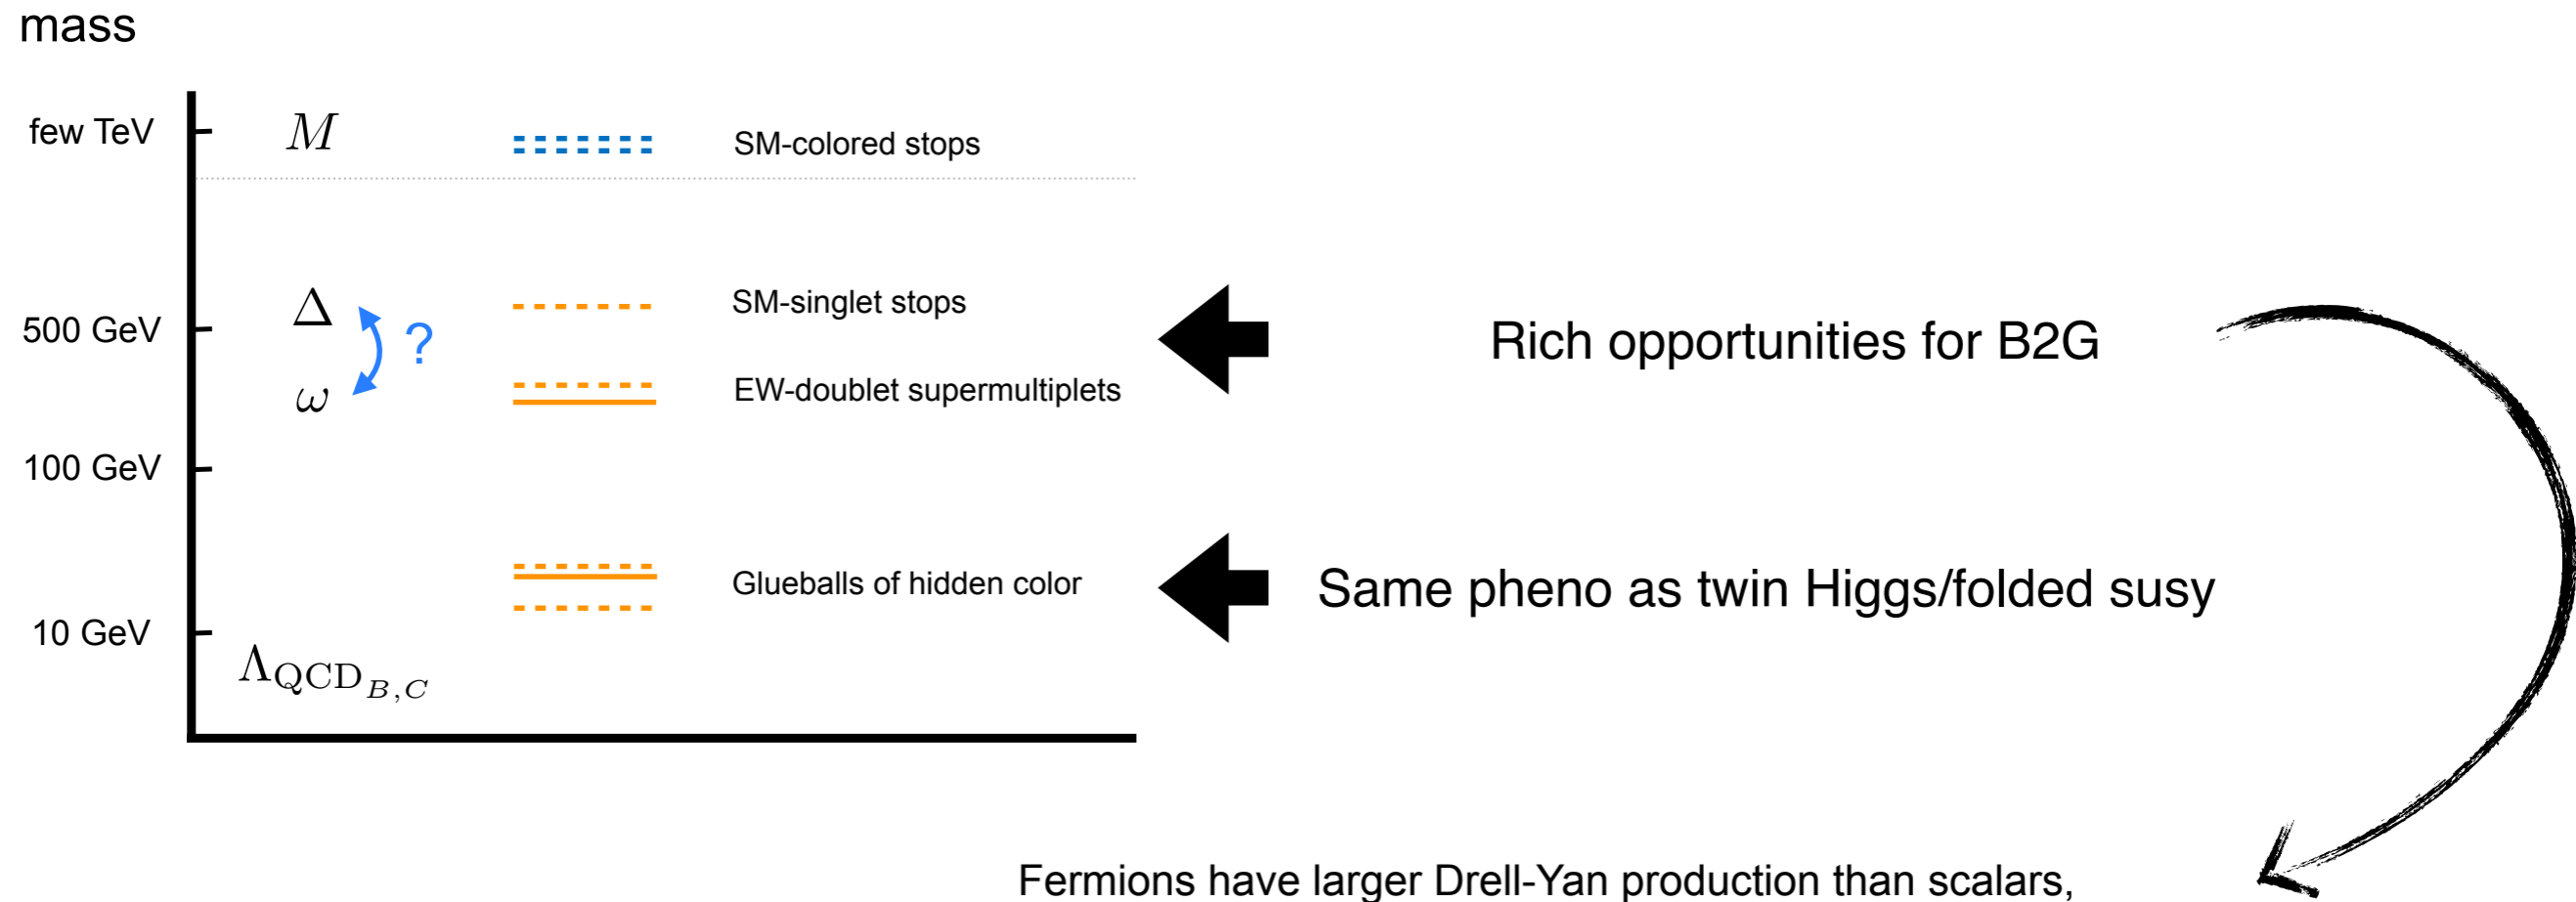 mass
few TeV
M
SM-colored stops
Δ
SM-singlet stops
500 GeV
?
Rich opportunities for B2G
ω
EW-doublet supermultiplets
100 GeV
Glueballs of hidden color
Same pheno as twin Higgs/folded susy
10 GeV
Λ_{QCD_{B,C}}
Fermions have larger Drell-Yan production than scalars,